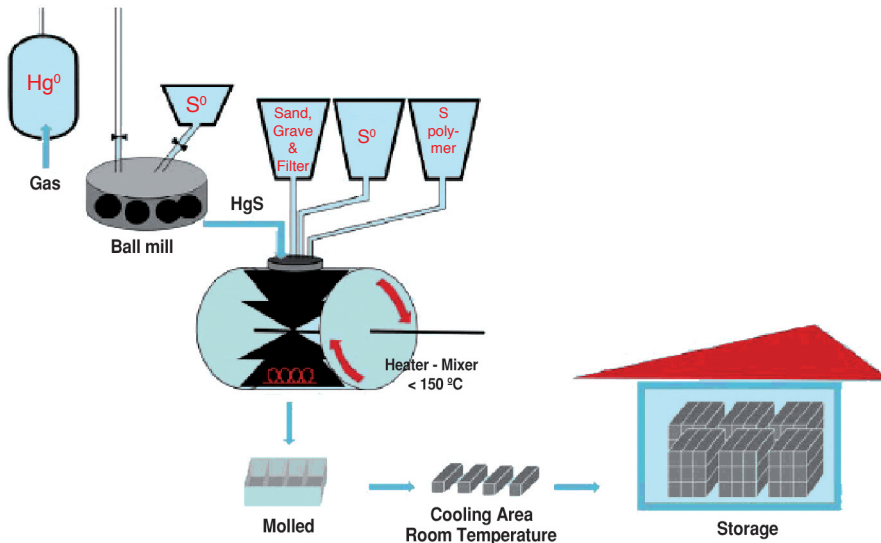 Hg⁰
Gas
S⁰
Ball mill
HgS
Sand,
Grave
&
Filter
S⁰
S
poly-
mer
Heater - Mixer
< 150 ºC
Molled
Cooling Area
Room Temperature
Storage